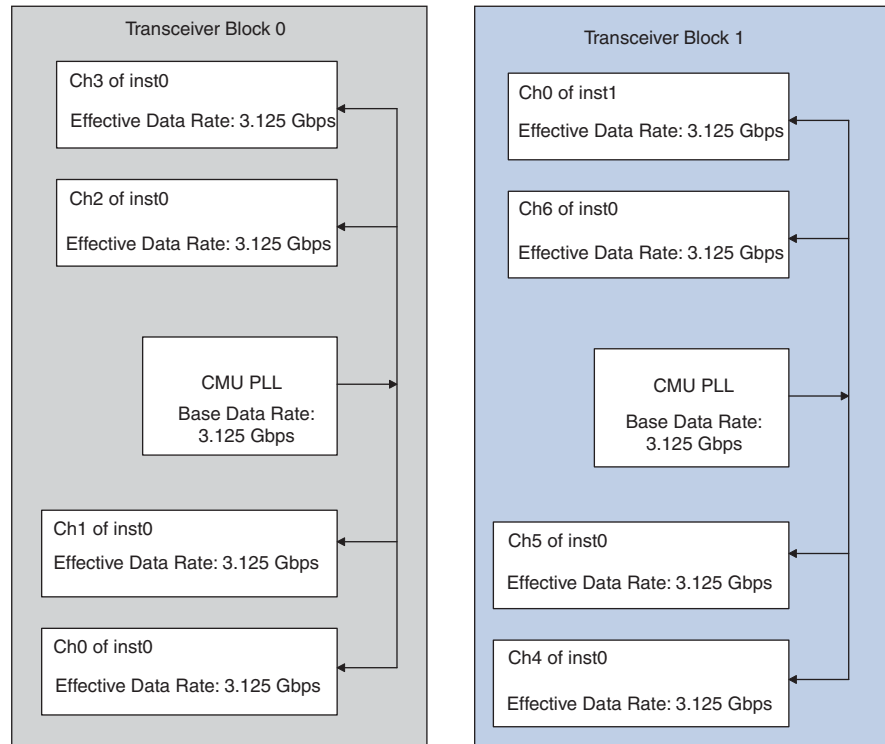 Transceiver Block 0
Ch3 of inst0
Effective Data Rate: 3.125 Gbps
Ch2 of inst0
Effective Data Rate: 3.125 Gbps
CMU PLL
Base Data Rate:
3.125 Gbps
Ch1 of inst0
Effective Data Rate: 3.125 Gbps
Ch0 of inst0
Effective Data Rate: 3.125 Gbps
Transceiver Block 1
Ch0 of inst1
Effective Data Rate: 3.125 Gbps
Ch6 of inst0
Effective Data Rate: 3.125 Gbps
CMU PLL
Base Data Rate:
3.125 Gbps
Ch5 of inst0
Effective Data Rate: 3.125 Gbps
Ch4 of inst0
Effective Data Rate: 3.125 Gbps